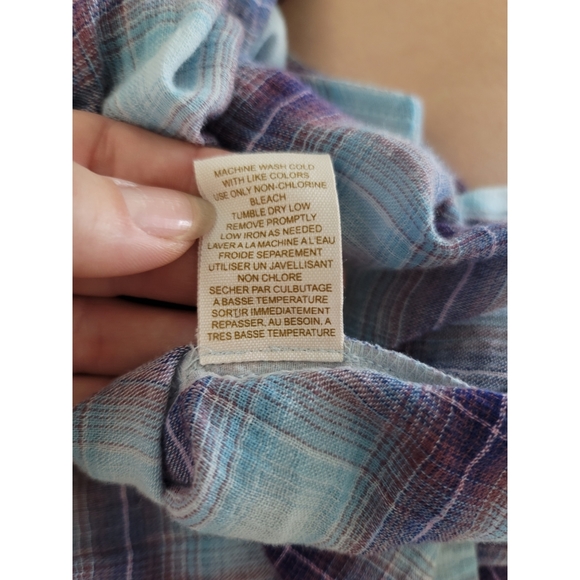 MACHINE WASH COLD
WITH LIKE COLORS
USE ONLY NON-CHLORINE
BLEACH
TUMBLE DRY LOW
REMOVE PROMPTLY
LOW IRON AS NEEDED
LAVER A LA MACHINE A L'EAU
FROIDE SEPAREMENT
UTILISER UN JAVELLISANT
NON CHLORE
SECHER PAR CULBUTAGE
A BASSE TEMPERATURE
SORTIR IMMEDIATEMENT
REPASSER, AU BESOIN, A
TRES BASSE TEMPERATURE